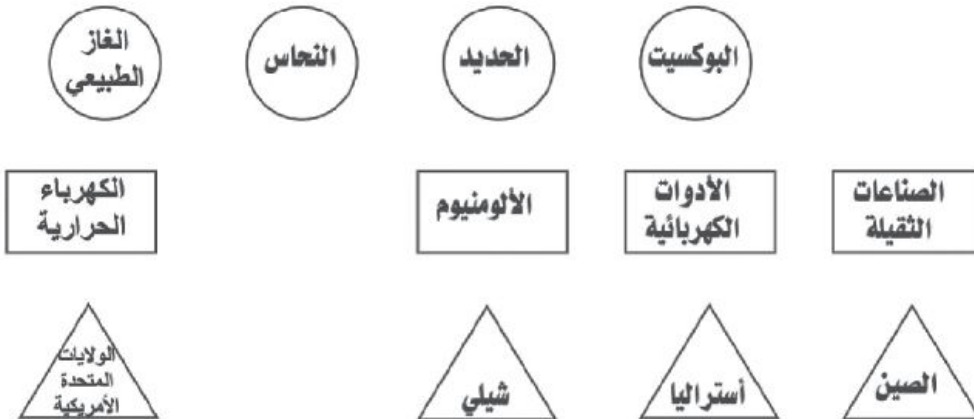 البوكسيت
الحديد
النحاس
الغاز
الطبيعي
الصناعات
الثقيلة
الأدوات
الكهربائية
الألومنيوم
الكهرباء
الحرارية
الصين
أستراليا
شيلي
الولايات
المتحدة
الأمريكية